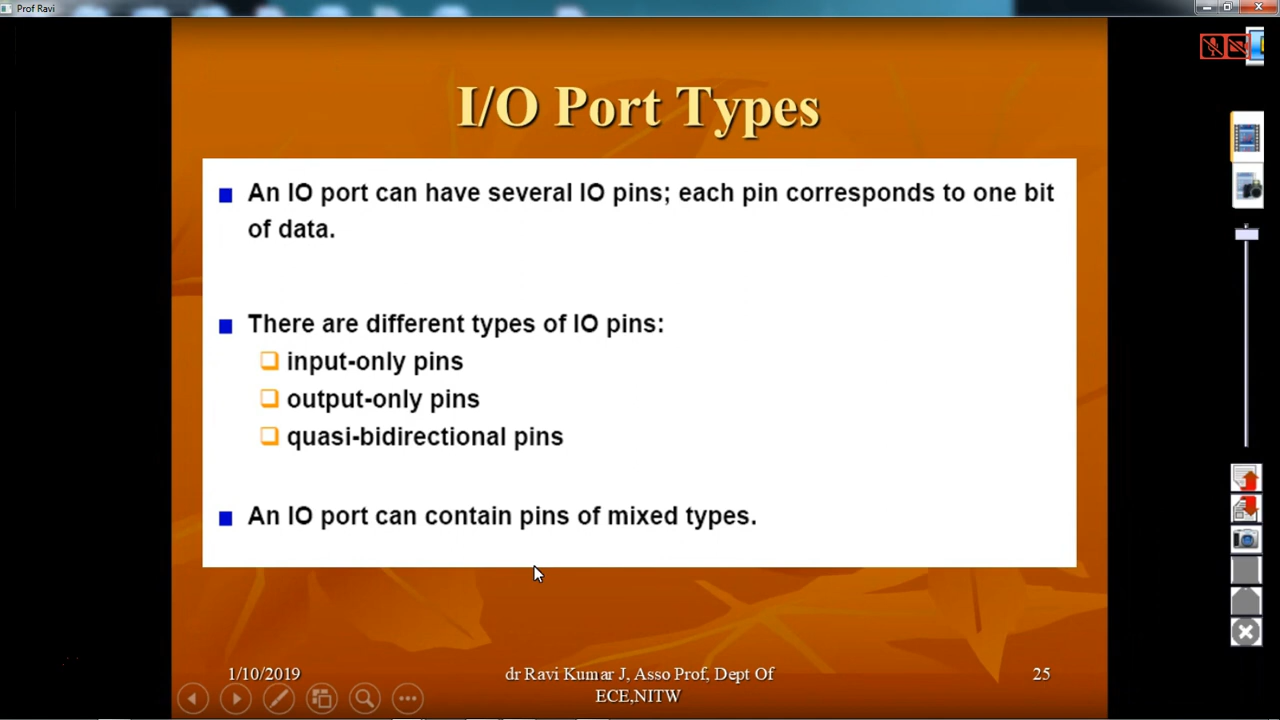 Prof Ravi
I/O Port Types
An IO port can have several IO pins; each pin corresponds to one bit
of data.
There are different types of IO pins:
input-only pins
output-only pins
quasi-bidirectional pins
An IO port can contain pins of mixed types.
1/10/2019
dr Ravi Kumar J, Asso Prof, Dept Of
ECE,NITW
25